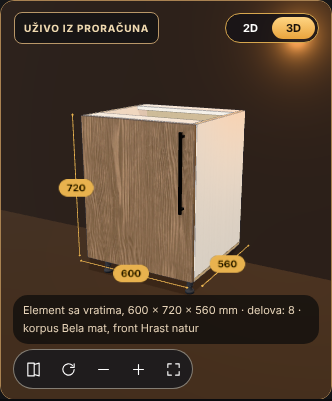 UŽIVO IZ PRORAČUNA
2D 3D
720
600
560
Element sa vratima, 600 × 720 × 560 mm · delova: 8 ·
korpus Bela mat, front Hrast natur